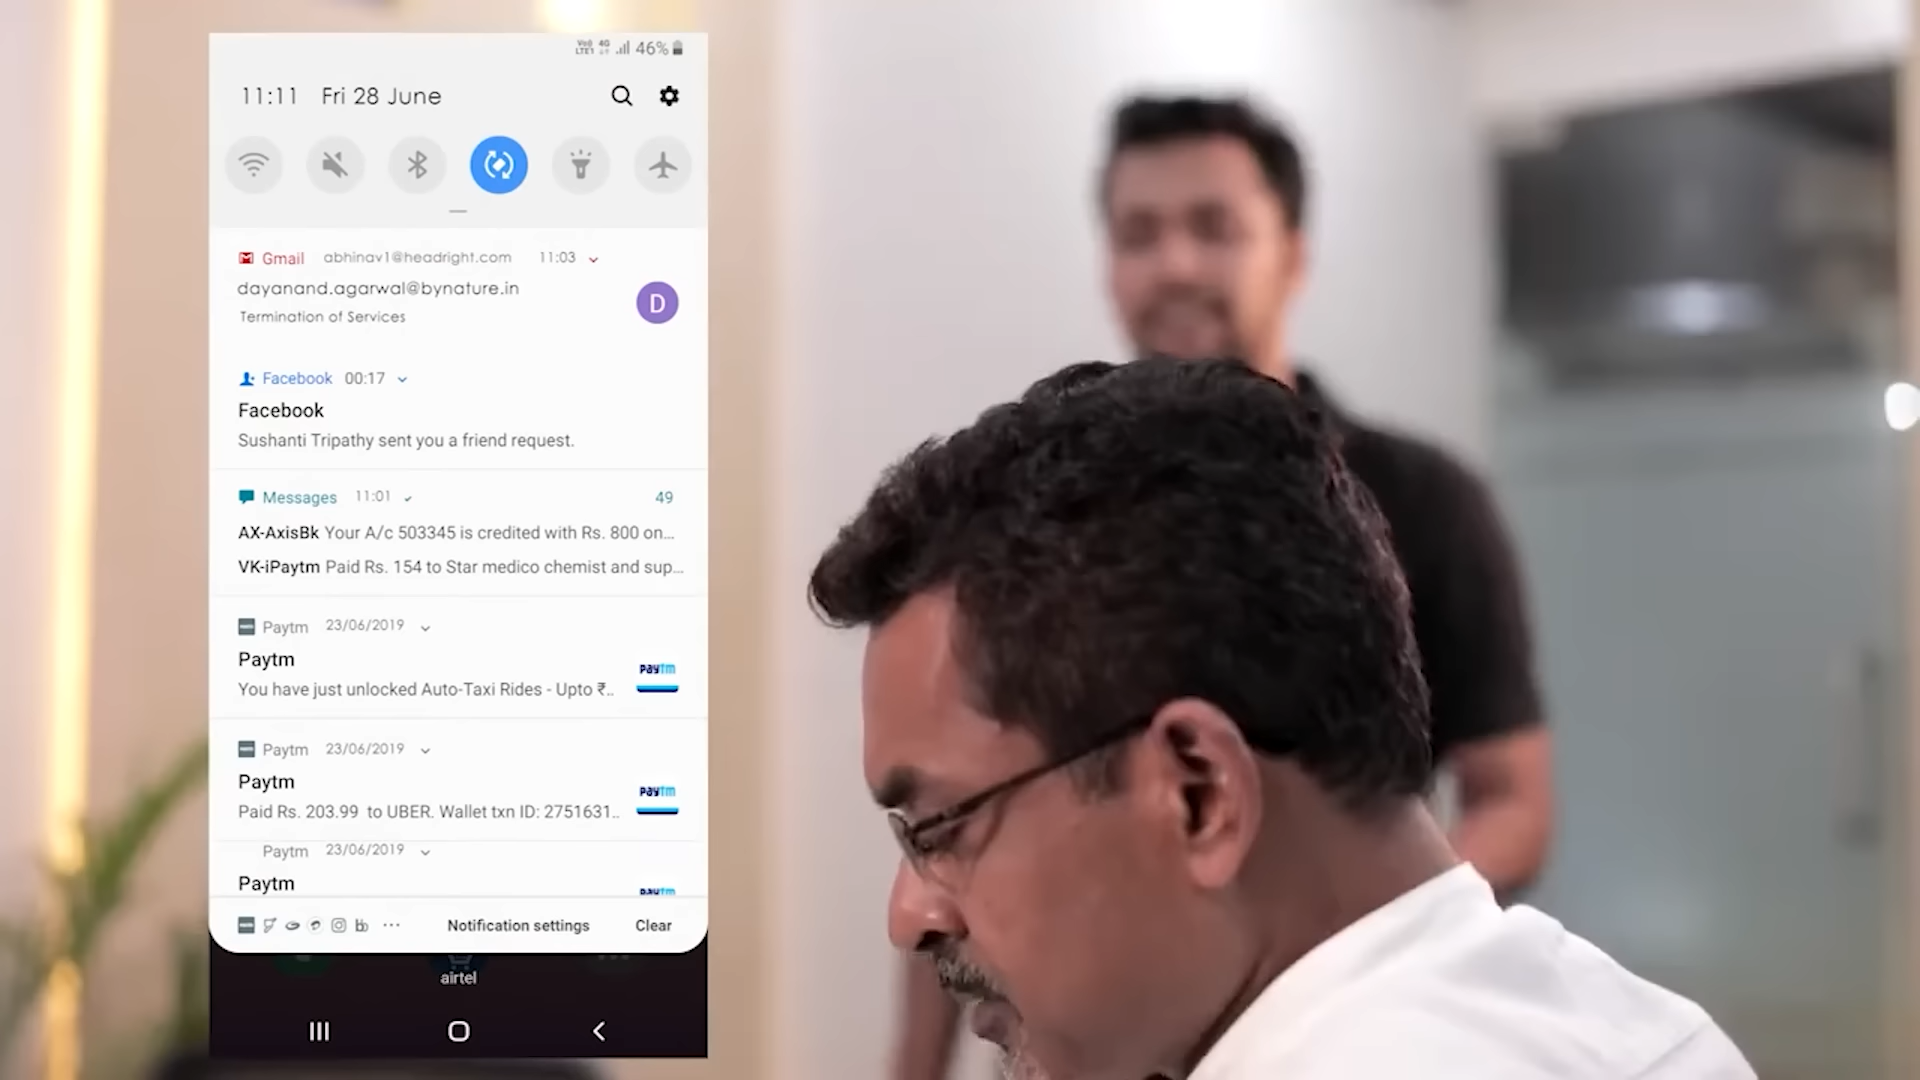 VoD 4G LTE1 46%
11:11 Fri 28 June
Gmail abhinav1@headright.com 11:03
dayanand.agarwal@bynature.in
D
Termination of Services
Facebook 00:17
Facebook
Sushanti Tripathy sent you a friend request.
Messages 11:01 49
AX-AxisBk Your A/c 503345 is credited with Rs. 800 on...
VK-iPaytm Paid Rs. 154 to Star medico chemist and sup...
Paytm 23/06/2019
Paytm
paytm
You have just unlocked Auto-Taxi Rides - Upto ₹..
Paytm 23/06/2019
Paytm
paytm
Paid Rs. 203.99 to UBER. Wallet txn ID: 2751631..
Paytm 23/06/2019
Paytm
paytm
Notification settings Clear
airtel